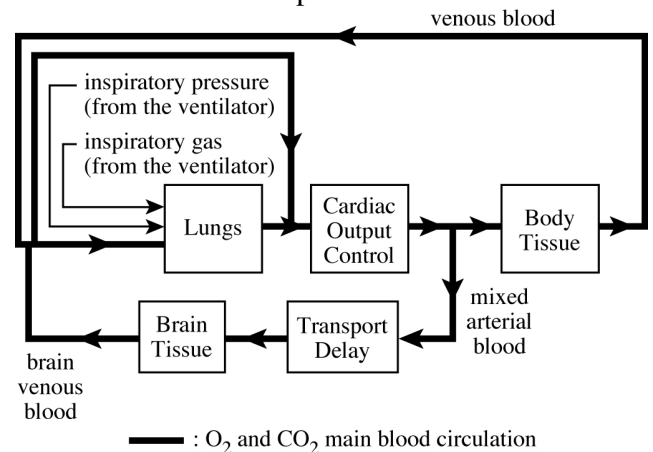 venous blood
inspiratory pressure
(from the ventilator)
inspiratory gas
(from the ventilator)
Lungs
Cardiac
Output
Control
Body
Tissue
Brain
Tissue
Transport
Delay
mixed
arterial
blood
brain
venous
blood
: O₂ and CO₂ main blood circulation